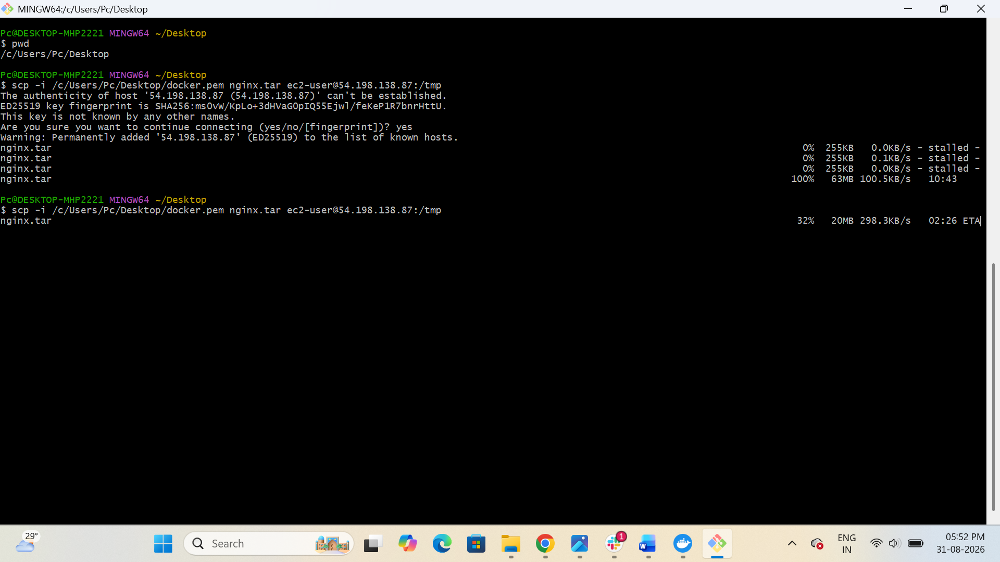 MINGW64:/c/Users/Pc/Desktop
Pc@DESKTOP-MHP2221 MINGW64 ~/Desktop
$ pwd
/c/Users/Pc/Desktop
Pc@DESKTOP-MHP2221 MINGW64 ~/Desktop
$ scp -i /c/Users/Pc/Desktop/docker.pem nginx.tar ec2-user@54.198.138.87:/tmp
The authenticity of host '54.198.138.87 (54.198.138.87)' can't be established.
ED25519 key fingerprint is SHA256:msOvW/KpLo+3dHVaGOpIQ55Ejwl/feKeP1R7bnrHttU.
This key is not known by any other names.
Are you sure you want to continue connecting (yes/no/[fingerprint])? yes
Warning: Permanently added '54.198.138.87' (ED25519) to the list of known hosts.
nginx.tar 0% 255KB 0.0KB/s - stalled -
nginx.tar 0% 255KB 0.1KB/s - stalled -
nginx.tar 0% 255KB 0.0KB/s - stalled -
nginx.tar 100% 63MB 100.5KB/s 10:43
Pc@DESKTOP-MHP2221 MINGW64 ~/Desktop
$ scp -i /c/Users/Pc/Desktop/docker.pem nginx.tar ec2-user@54.198.138.87:/tmp
nginx.tar 32% 20MB 298.3KB/s 02:26 ETA
29°
Search
1
W
ENG
IN
05:52 PM
31-08-2026